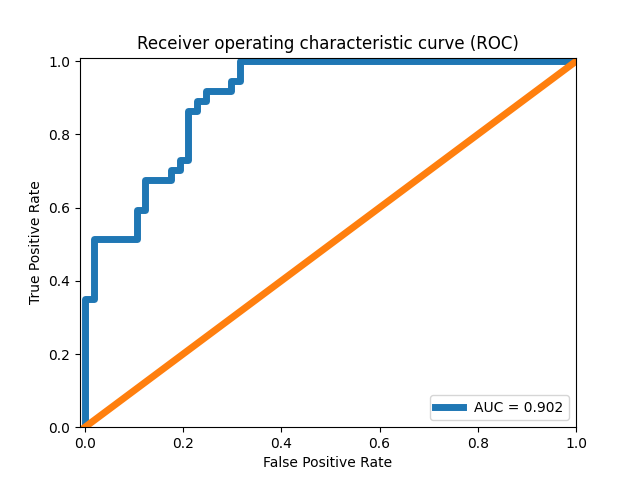 Receiver operating characteristic curve (ROC)
True Positive Rate
1.0
0.8
0.6
0.4
0.2
0.0
AUC = 0.902
0.0 0.2 0.4 0.6 0.8 1.0
False Positive Rate